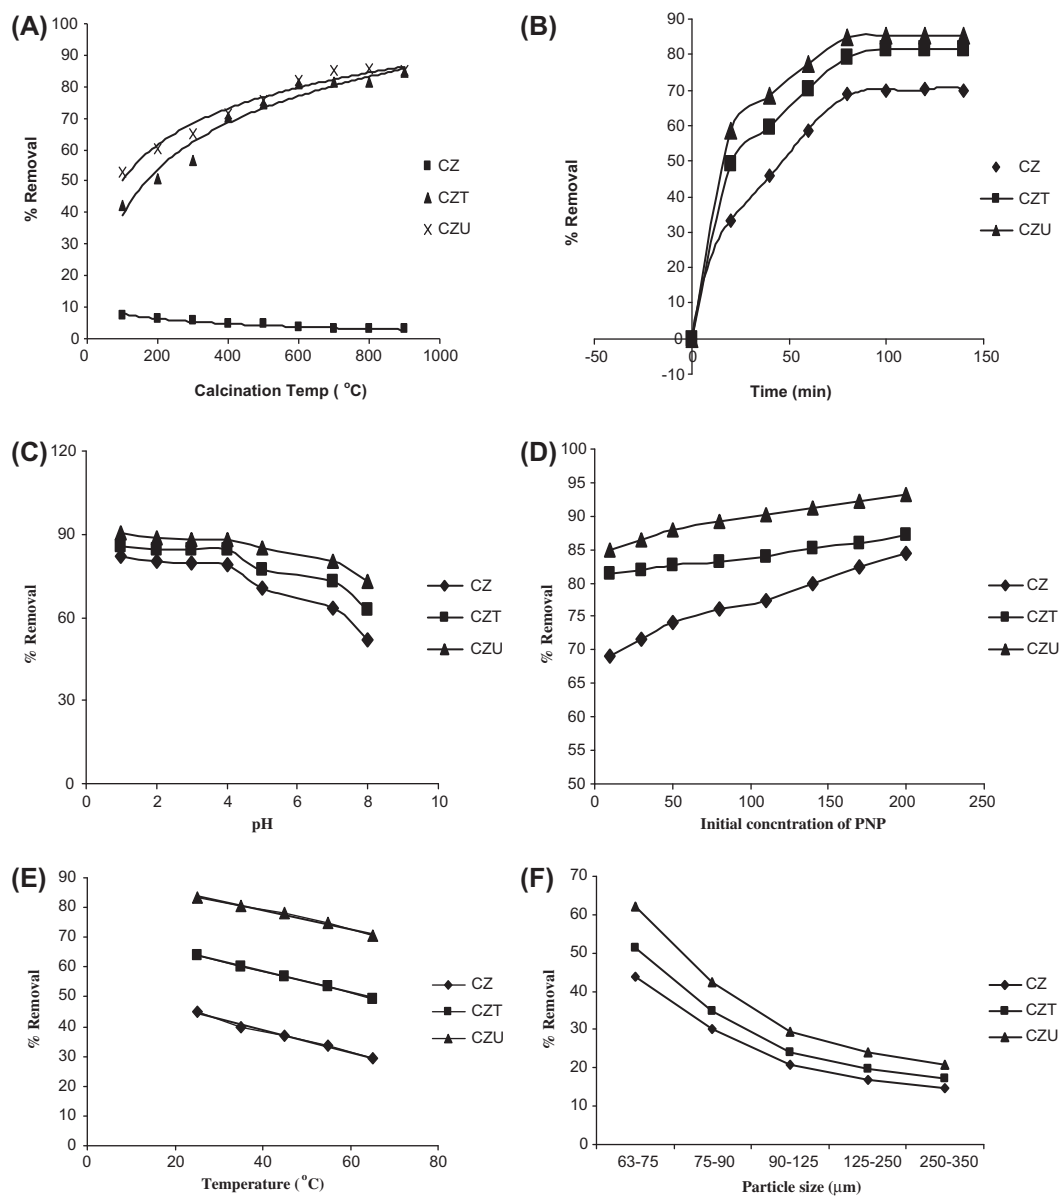 (A)
100
90
80
70
60
50
40
30
20
10
0
% Removal
0 200 400 600 800 1000
Calcination Temp ( °C)
CZ
CZT
CZU
(B)
90
80
70
60
50
40
30
20
10
0
-10
% Removal
-50 0 50 100 150
Time (min)
CZ
CZT
CZU
(C)
120
90
60
30
0
% Removal
0 2 4 6 8 10
pH
CZ
CZT
CZU
(D)
100
95
90
85
80
75
70
65
60
55
50
% Removal
0 50 100 150 200 250
Initial concntration of PNP
CZ
CZT
CZU
(E)
90
80
70
60
50
40
30
20
10
0
% Removal
0 20 40 60 80
Temperature ( °C)
CZ
CZT
CZU
(F)
70
60
50
40
30
20
10
0
% Removal
63-75 75-90 90-125 125-250 250-350
Particle size (μm)
CZ
CZT
CZU